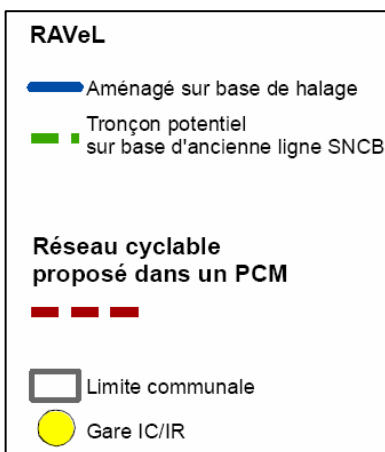 RAVeL
Aménagé sur base de halage
Tronçon potentiel
sur base d'ancienne ligne SNCB
Réseau cyclable
proposé dans un PCM
Limite communale
Gare IC/IR